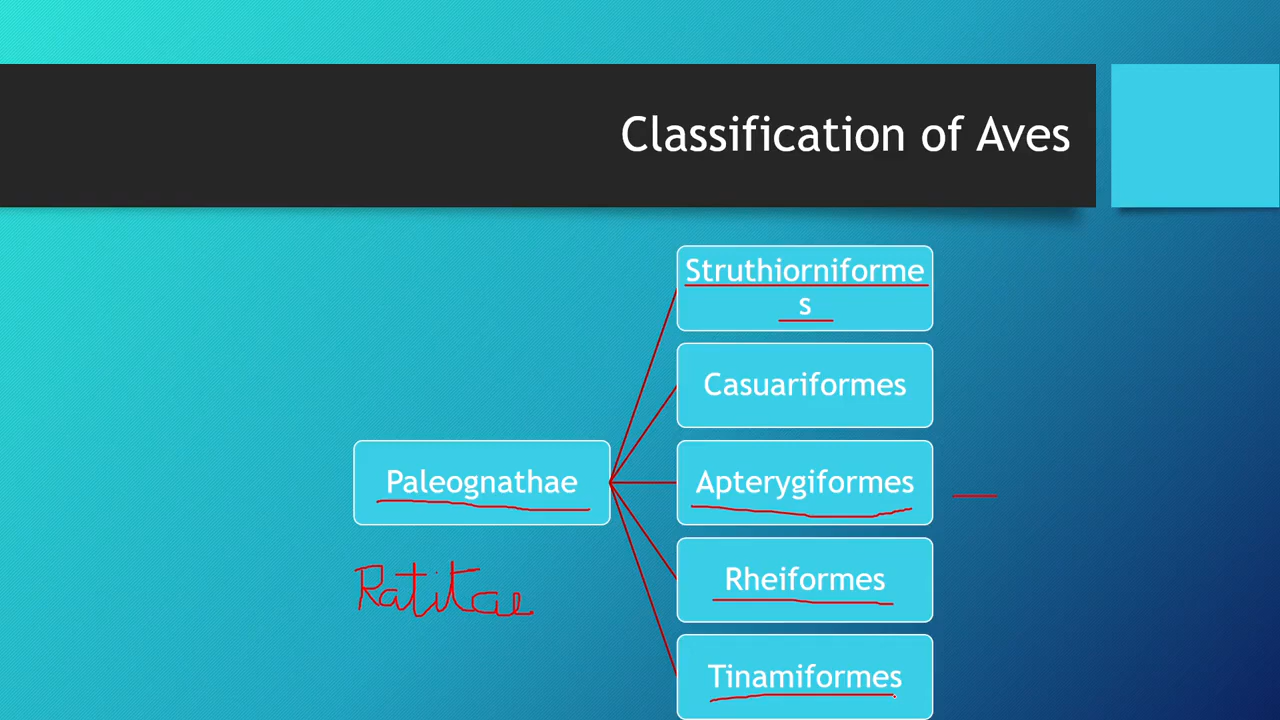 Classification of Aves
Struthiorniforme
s
Casuariformes
Paleognathae
Apterygiformes
Rheiformes
Ratitae
Tinamiformes